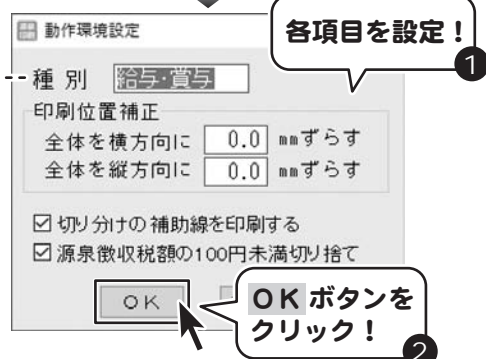 動作環境設定
各項目を設定！
1
種 別 給与・賞与
印刷位置補正
全体を横方向に 0.0 mmずらす
全体を縦方向に 0.0 mmずらす
切り分けの補助線を印刷する
源泉徴収税額の100円未満切り捨て
OK
OKボタンを
クリック！
2